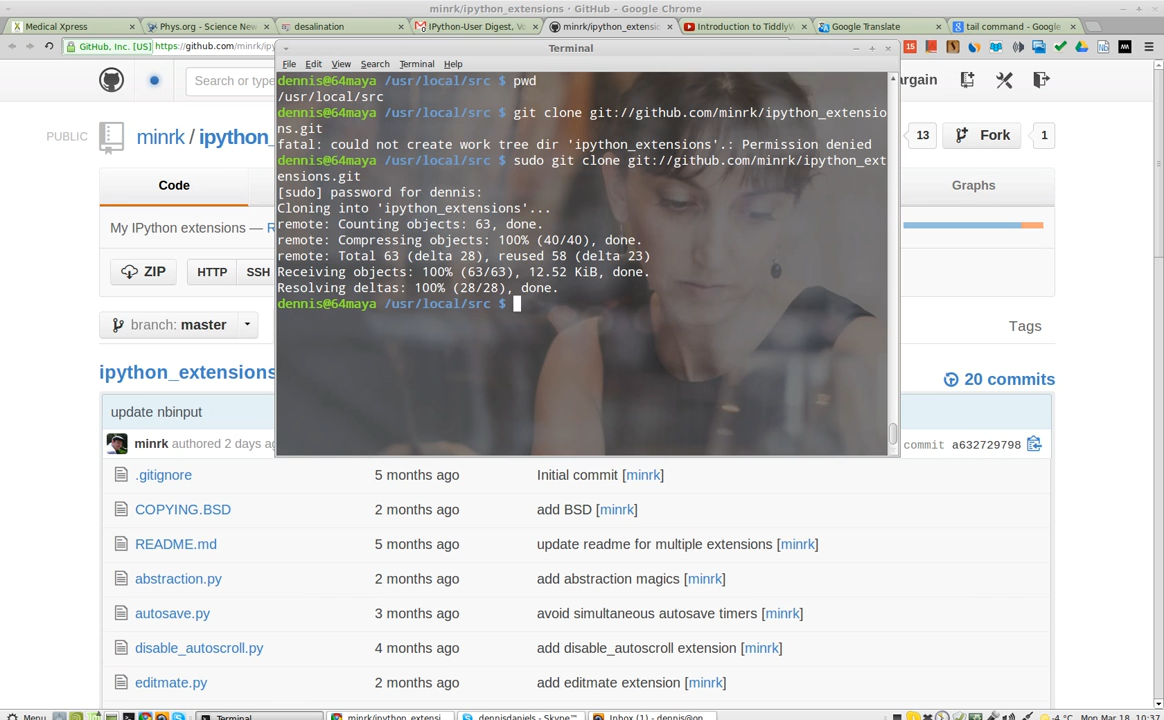 minrk/ipython_extensions · GitHub - Google Chrome
Medical Xpress
Phys.org - Science New
desalination
IPython-User Digest, Vo
minrk/ipython_extension
Introduction to TiddlyW
Google Translate
tail command - Google
GitHub, Inc. [US] https://github.com/minrk/ipy
15
Search or type
argain
PUBLIC
minrk / ipython_
13
Fork
1
Code
Graphs
My IPython extensions —
ZIP
HTTP
SSH
branch: master
Tags
ipython_extensions
20 commits
update nbinput
minrk authored 2 days ag
commit a632729798
Terminal
File Edit View Search Terminal Help
dennis@64maya /usr/local/src $ pwd
/usr/local/src
dennis@64maya /usr/local/src $ git clone git://github.com/minrk/ipython_extensio
ns.git
fatal: could not create work tree dir 'ipython_extensions'.: Permission denied
dennis@64maya /usr/local/src $ sudo git clone git://github.com/minrk/ipython_ext
ensions.git
[sudo] password for dennis:
Cloning into 'ipython_extensions'...
remote: Counting objects: 63, done.
remote: Compressing objects: 100% (40/40), done.
remote: Total 63 (delta 28), reused 58 (delta 23)
Receiving objects: 100% (63/63), 12.52 KiB, done.
Resolving deltas: 100% (28/28), done.
dennis@64maya /usr/local/src $
.gitignore 5 months ago Initial commit [minrk]
COPYING.BSD 2 months ago add BSD [minrk]
README.md 5 months ago update readme for multiple extensions [minrk]
abstraction.py 2 months ago add abstraction magics [minrk]
autosave.py 3 months ago avoid simultaneous autosave timers [minrk]
disable_autoscroll.py 4 months ago add disable_autoscroll extension [minrk]
editmate.py 2 months ago add editmate extension [minrk]
Menu
Terminal
minrk/ipython_extensi...
dennisdaniels - Skype™
Inbox (1) - dennis@op...
-4 °C
Mon Mar 18, 10:37